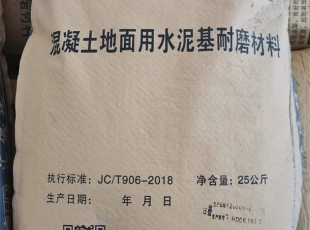 混凝土地面用水泥基耐磨材料
执行标准: JC/T906-2018 净含量: 25公斤
生产日期: 年 月 日